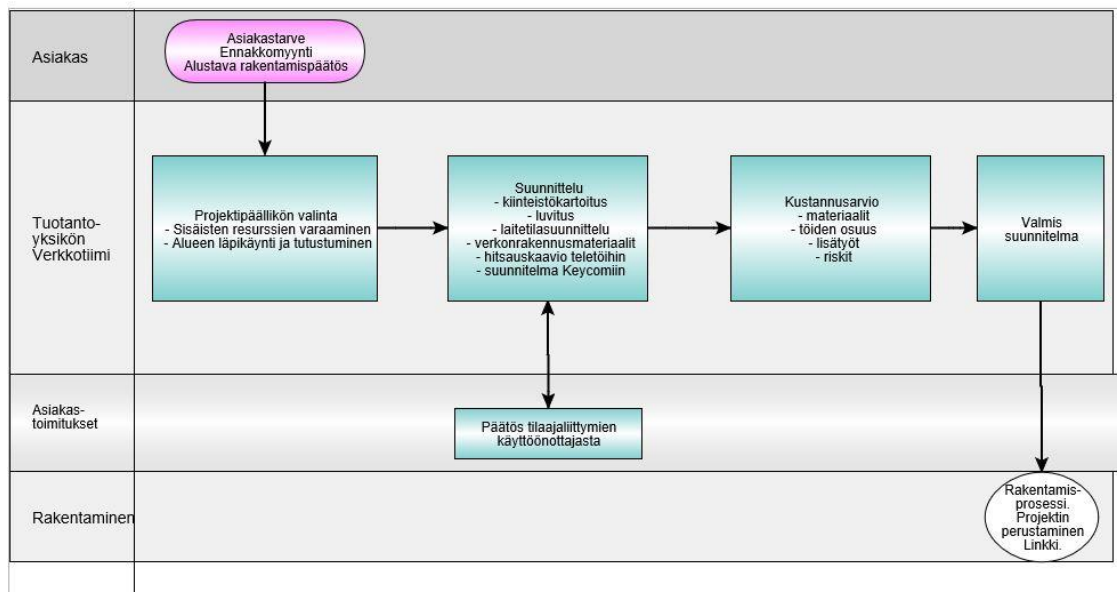 Asiakas
Asiakastarve
Ennakkomyynti
Alustava rakentamispäätös
Tuotanto-
yksikön
Verkkotiimi
Projektipäällikön valinta
- Sisäisten resurssien varaaminen
- Alueen läpikäynti ja tutustuminen
Suunnittelu
- kiinteistökartoitus
- luvitus
- laitetilasuunnittelu
- verkonrakennusmateriaalit
- hitsauskaavio teletöihin
- suunnitelma Keycomiin
Kustannusarvio
- materiaalit
- töiden osuus
- lisätyöt
- riskit
Valmis
suunnitelma
Asiakas-
toimitukset
Päätös tilaajaliittymien
käyttöönottajasta
Rakentaminen
Rakentamis-
prosessi.
Projektin
perustaminen
Linkki.